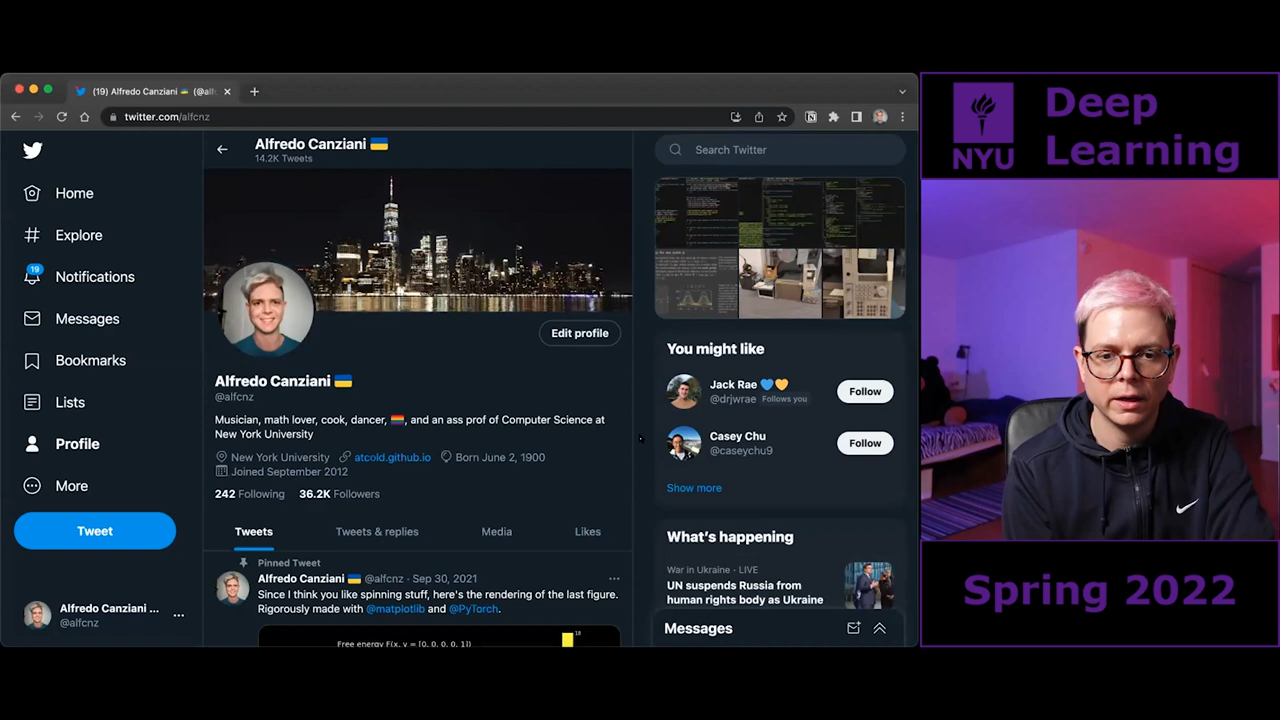 (19) Alfredo Canziani 🇺🇦 (@alf
twitter.com/alfcnz
Home
Explore
19
Notifications
Messages
Bookmarks
Lists
Profile
More
Tweet
Alfredo Canziani ...
@alfcnz
Alfredo Canziani 🇺🇦
14.2K Tweets
Edit profile
Alfredo Canziani 🇺🇦
@alfcnz
Musician, math lover, cook, dancer, 🏳️‍🌈, and an ass prof of Computer Science at
New York University
New York University atcold.github.io Born June 2, 1900
Joined September 2012
242 Following 36.2K Followers
Tweets Tweets & replies Media Likes
Pinned Tweet
Alfredo Canziani 🇺🇦 @alfcnz · Sep 30, 2021
Since I think you like spinning stuff, here's the rendering of the last figure.
Rigorously made with @matplotlib and @PyTorch.
Free energy F(x, y = [0, 0, 0, 0, 1])
18
Search Twitter
You might like
Jack Rae 💙🧡
@drjwrae Follows you
Follow
Casey Chu
@caseychu9
Follow
Show more
What's happening
War in Ukraine · LIVE
UN suspends Russia from
human rights body as Ukraine
Messages
NYU
Deep
Learning
Spring 2022